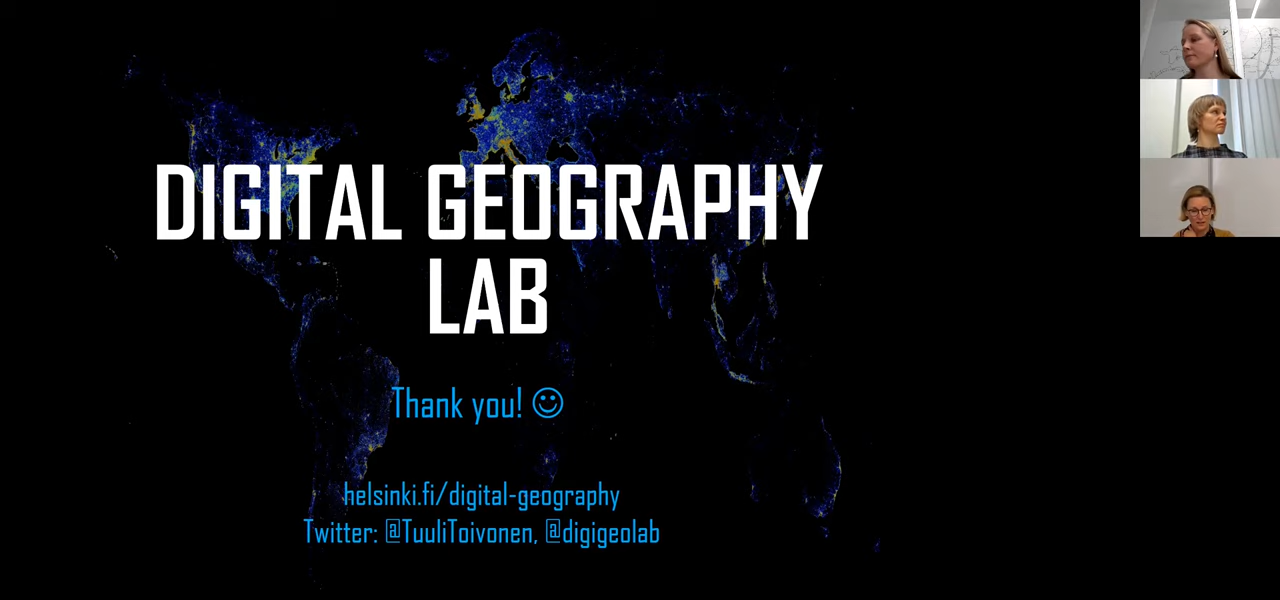 DIGITAL GEOGRAPHY
LAB
Thank you! ☺
helsinki.fi/digital-geography
Twitter: @TuuliToivonen, @digigeolab